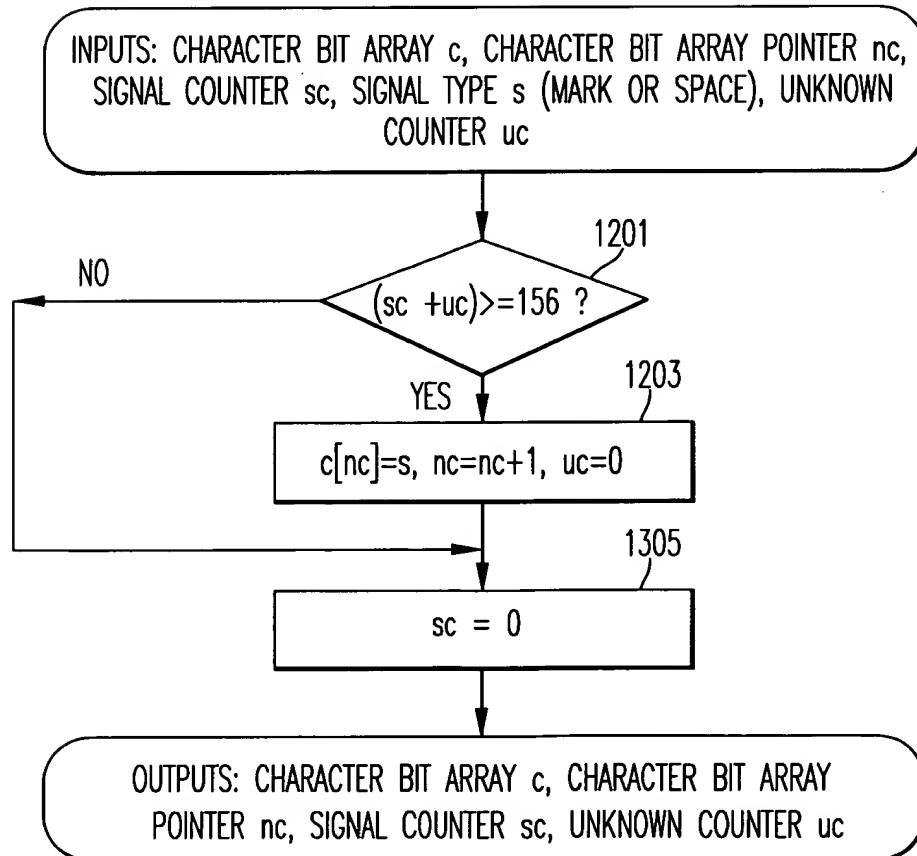 INPUTS: CHARACTER BIT ARRAY c, CHARACTER BIT ARRAY POINTER nc,
SIGNAL COUNTER sc, SIGNAL TYPE s (MARK OR SPACE), UNKNOWN
COUNTER uc
1201
NO
(sc +uc)>=156 ?
YES
1203
c[nc]=s, nc=nc+1, uc=0
1305
sc = 0
OUTPUTS: CHARACTER BIT ARRAY c, CHARACTER BIT ARRAY
POINTER nc, SIGNAL COUNTER sc, UNKNOWN COUNTER uc